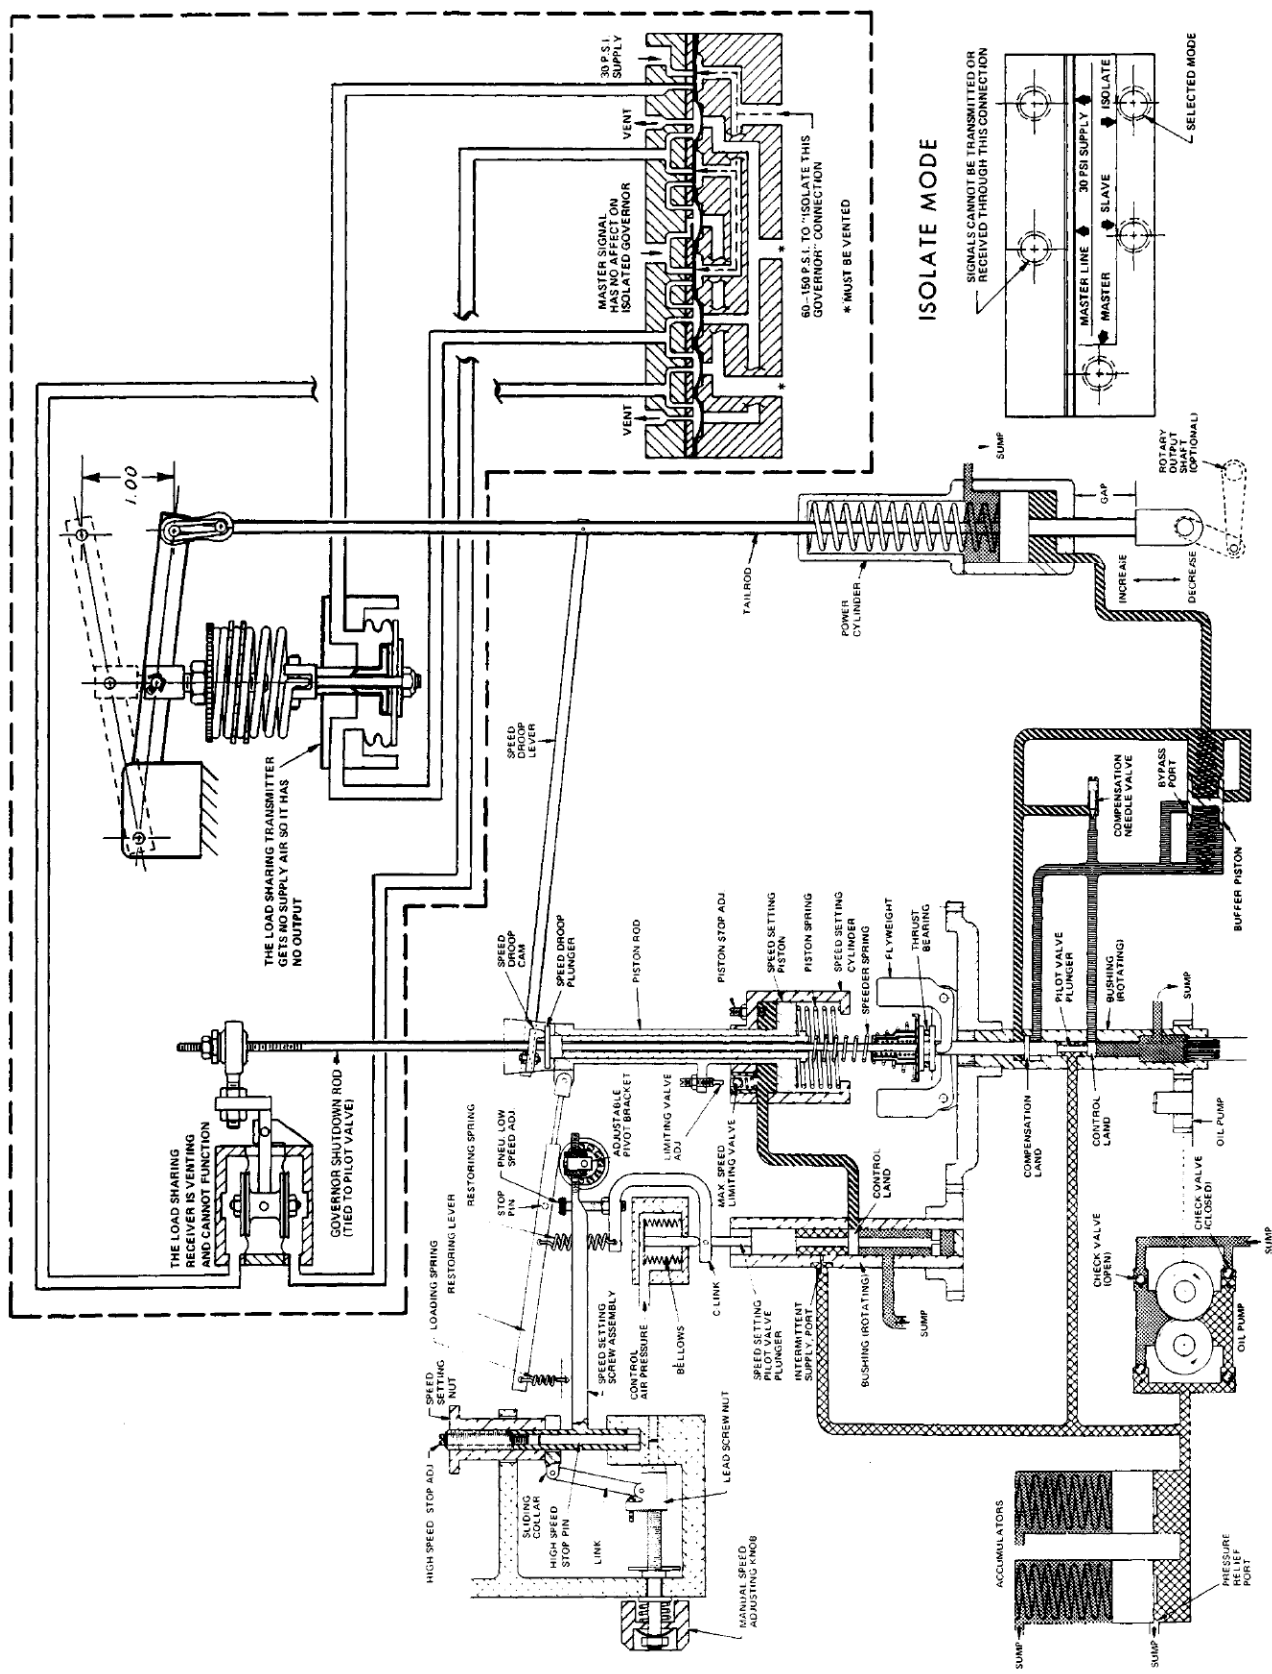 30 P.S.I.
SUPPLY
VENT
MASTER SIGNAL
HAS NO AFFECT ON
ISOLATED GOVERNOR
VENT
60–150 P.S.I. TO "ISOLATE THIS
GOVERNOR" CONNECTION
* MUST BE VENTED
*
*
ISOLATE MODE
SIGNALS CANNOT BE TRANSMITTED OR
RECEIVED THROUGH THIS CONNECTION
MASTER LINE
30 PSI SUPPLY
MASTER
SLAVE
ISOLATE
SELECTED MODE
1.00
THE LOAD SHARING TRANSMITTER
GETS NO SUPPLY AIR SO IT HAS
NO OUTPUT
THE LOAD SHARING
RECEIVER IS VENTING
AND CANNOT FUNCTION
GOVERNOR SHUTDOWN ROD
(TIED TO PILOT VALVE)
SPEED
DROOP
LEVER
TAILROD
POWER
CYLINDER
SUMP
GAP
INCREASE
DECREASE
ROTARY
OUTPUT
SHAFT
(OPTIONAL)
SPEED
DROOP
CAM
SPEED DROOP
PLUNGER
PISTON ROD
PISTON STOP ADJ
SPEED SETTING
PISTON
PISTON SPRING
SPEED SETTING
CYLINDER
SPEEDER SPRING
FLYWEIGHT
THRUST
BEARING
PILOT VALVE
PLUNGER
BUSHING (ROTATING)
SUMP
COMPENSATION
NEEDLE VALVE
BYPASS
PORT
BUFFER PISTON
HIGH SPEED STOP ADJ
SPEED
SETTING
NUT
LOADING SPRING
RESTORING LEVER
RESTORING SPRING
STOP
PIN
PNEU. LOW
SPEED ADJ.
ADJUSTABLE
PIVOT BRACKET
LIMITING VALVE
ADJ
MAX. SPEED
LIMITING VALVE
CONTROL
LAND
COMPENSATION
LAND
CONTROL
LAND
OIL PUMP
SLIDING
COLLAR
HIGH SPEED
STOP PIN
LINK
SPEED SETTING
SCREW ASSEMBLY
CONTROL
AIR PRESSURE
BELLOWS
C LINK
LEAD SCREW NUT
MANUAL SPEED
ADJUSTING KNOB
SPEED SETTING
PILOT VALVE
PLUNGER
INTERMITTENT
SUPPLY, PORT
BUSHING (ROTATING)
SUMP
CHECK VALVE
(OPEN)
CHECK VALVE
(CLOSED)
SUMP
OIL PUMP
ACCUMULATORS
SUMP
SUMP
PRESSURE
RELIEF
PORT